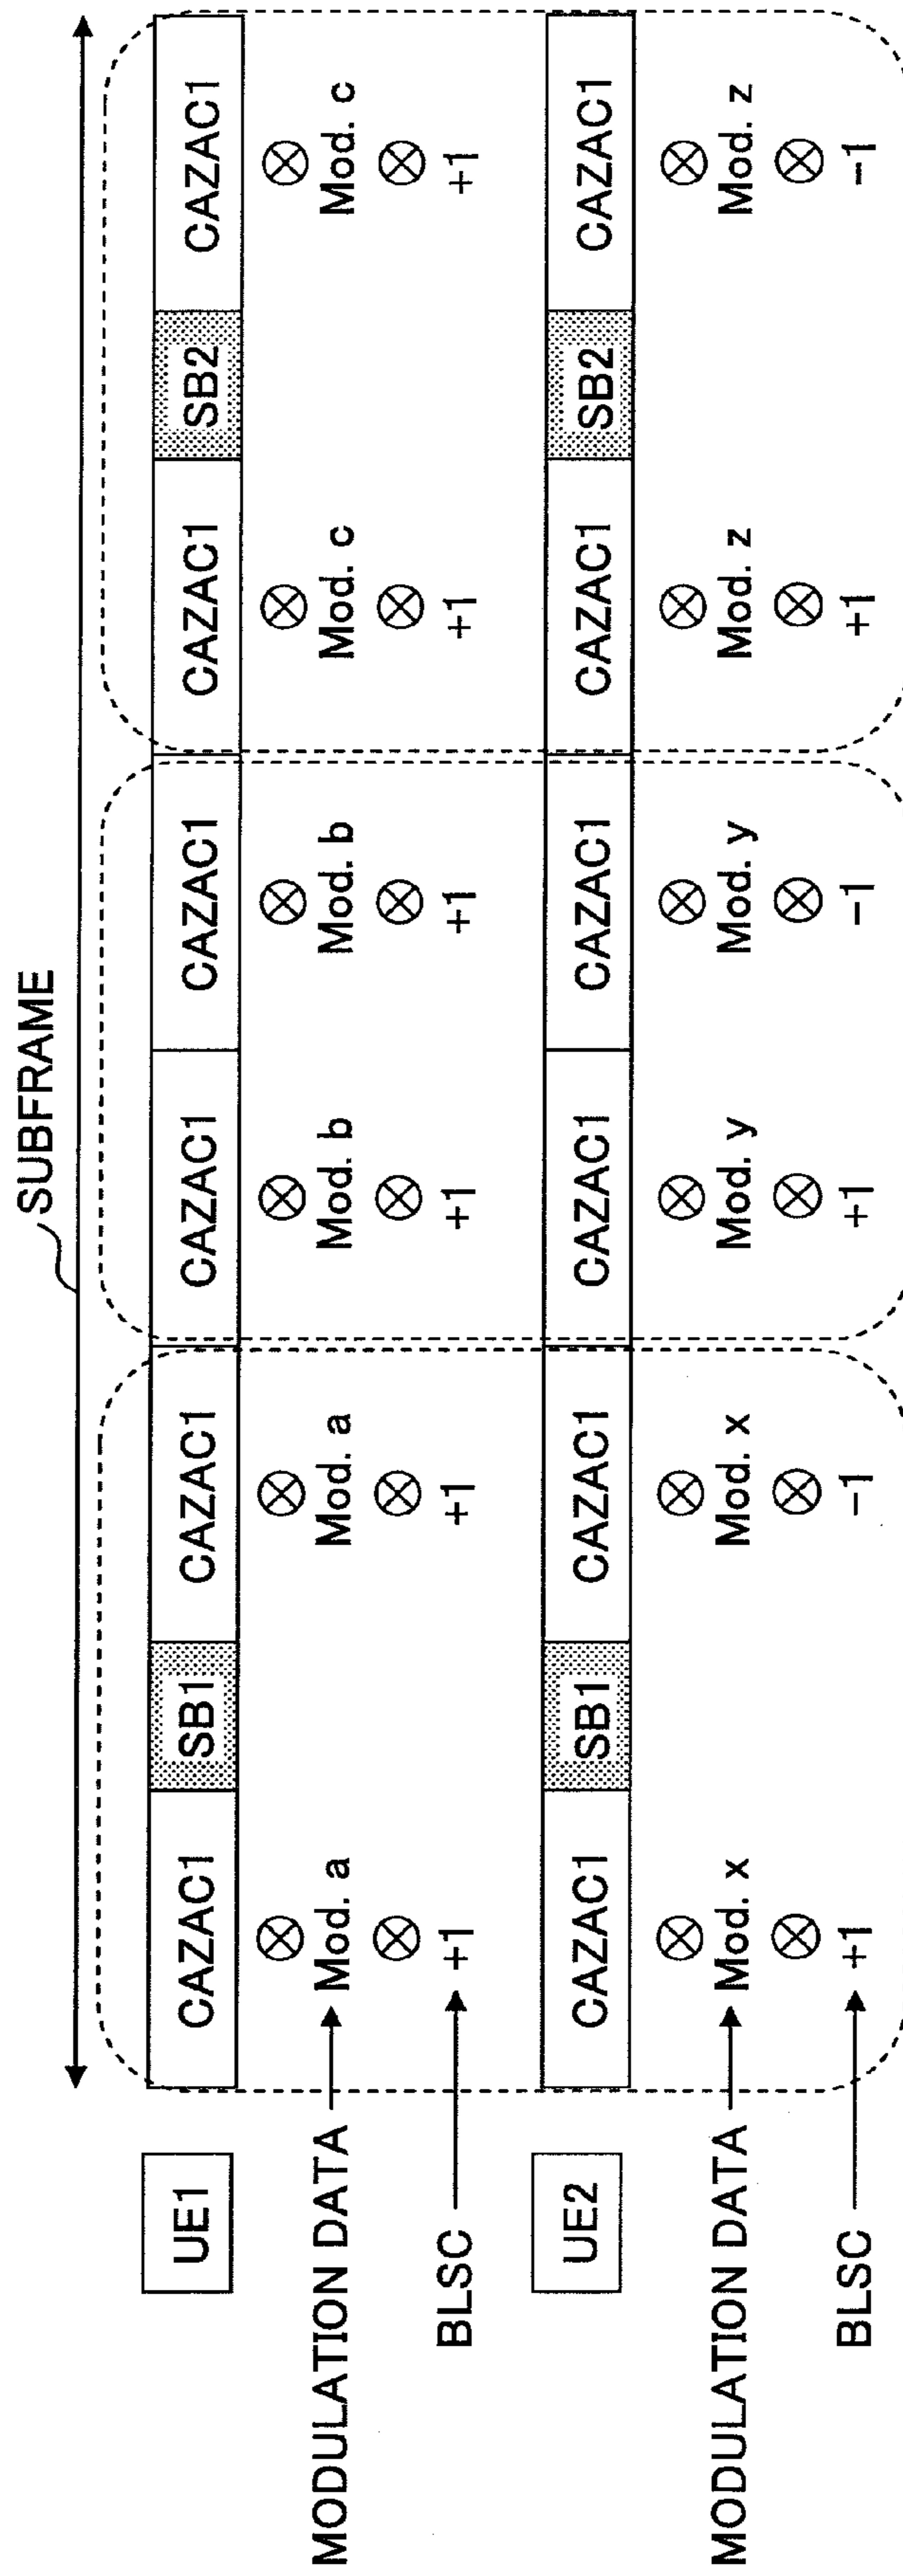 SUBFRAME
UE1 CAZAC1 SB1 CAZAC1 CAZAC1 CAZAC1 CAZAC1 SB2 CAZAC1
MODULATION DATA Mod. a Mod. a Mod. b Mod. b Mod. c Mod. c
BLSC +1 +1 +1 +1 +1 +1
UE2 CAZAC1 SB1 CAZAC1 CAZAC1 CAZAC1 CAZAC1 SB2 CAZAC1
MODULATION DATA Mod. x Mod. x Mod. y Mod. y Mod. z Mod. z
BLSC +1 -1 +1 -1 +1 -1